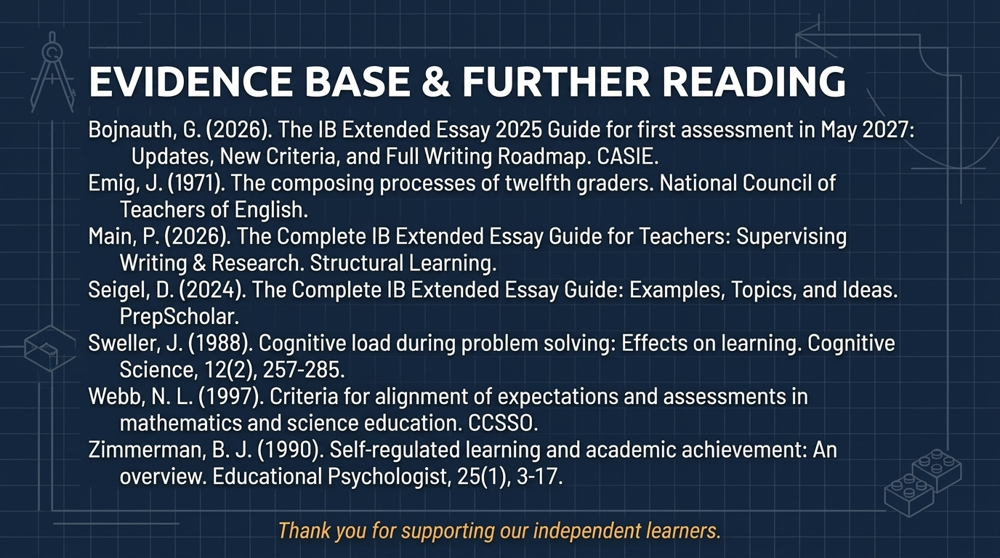 EVIDENCE BASE & FURTHER READING
Bojnauth, G. (2026). The IB Extended Essay 2025 Guide for first assessment in May 2027:
Updates, New Criteria, and Full Writing Roadmap. CASIE.
Emig, J. (1971). The composing processes of twelfth graders. National Council of
Teachers of English.
Main, P. (2026). The Complete IB Extended Essay Guide for Teachers: Supervising
Writing & Research. Structural Learning.
Seigel, D. (2024). The Complete IB Extended Essay Guide: Examples, Topics, and Ideas.
PrepScholar.
Sweller, J. (1988). Cognitive load during problem solving: Effects on learning. Cognitive
Science, 12(2), 257-285.
Webb, N. L. (1997). Criteria for alignment of expectations and assessments in
mathematics and science education. CCSSO.
Zimmerman, B. J. (1990). Self-regulated learning and academic achievement: An
overview. Educational Psychologist, 25(1), 3-17.
Thank you for supporting our independent learners.